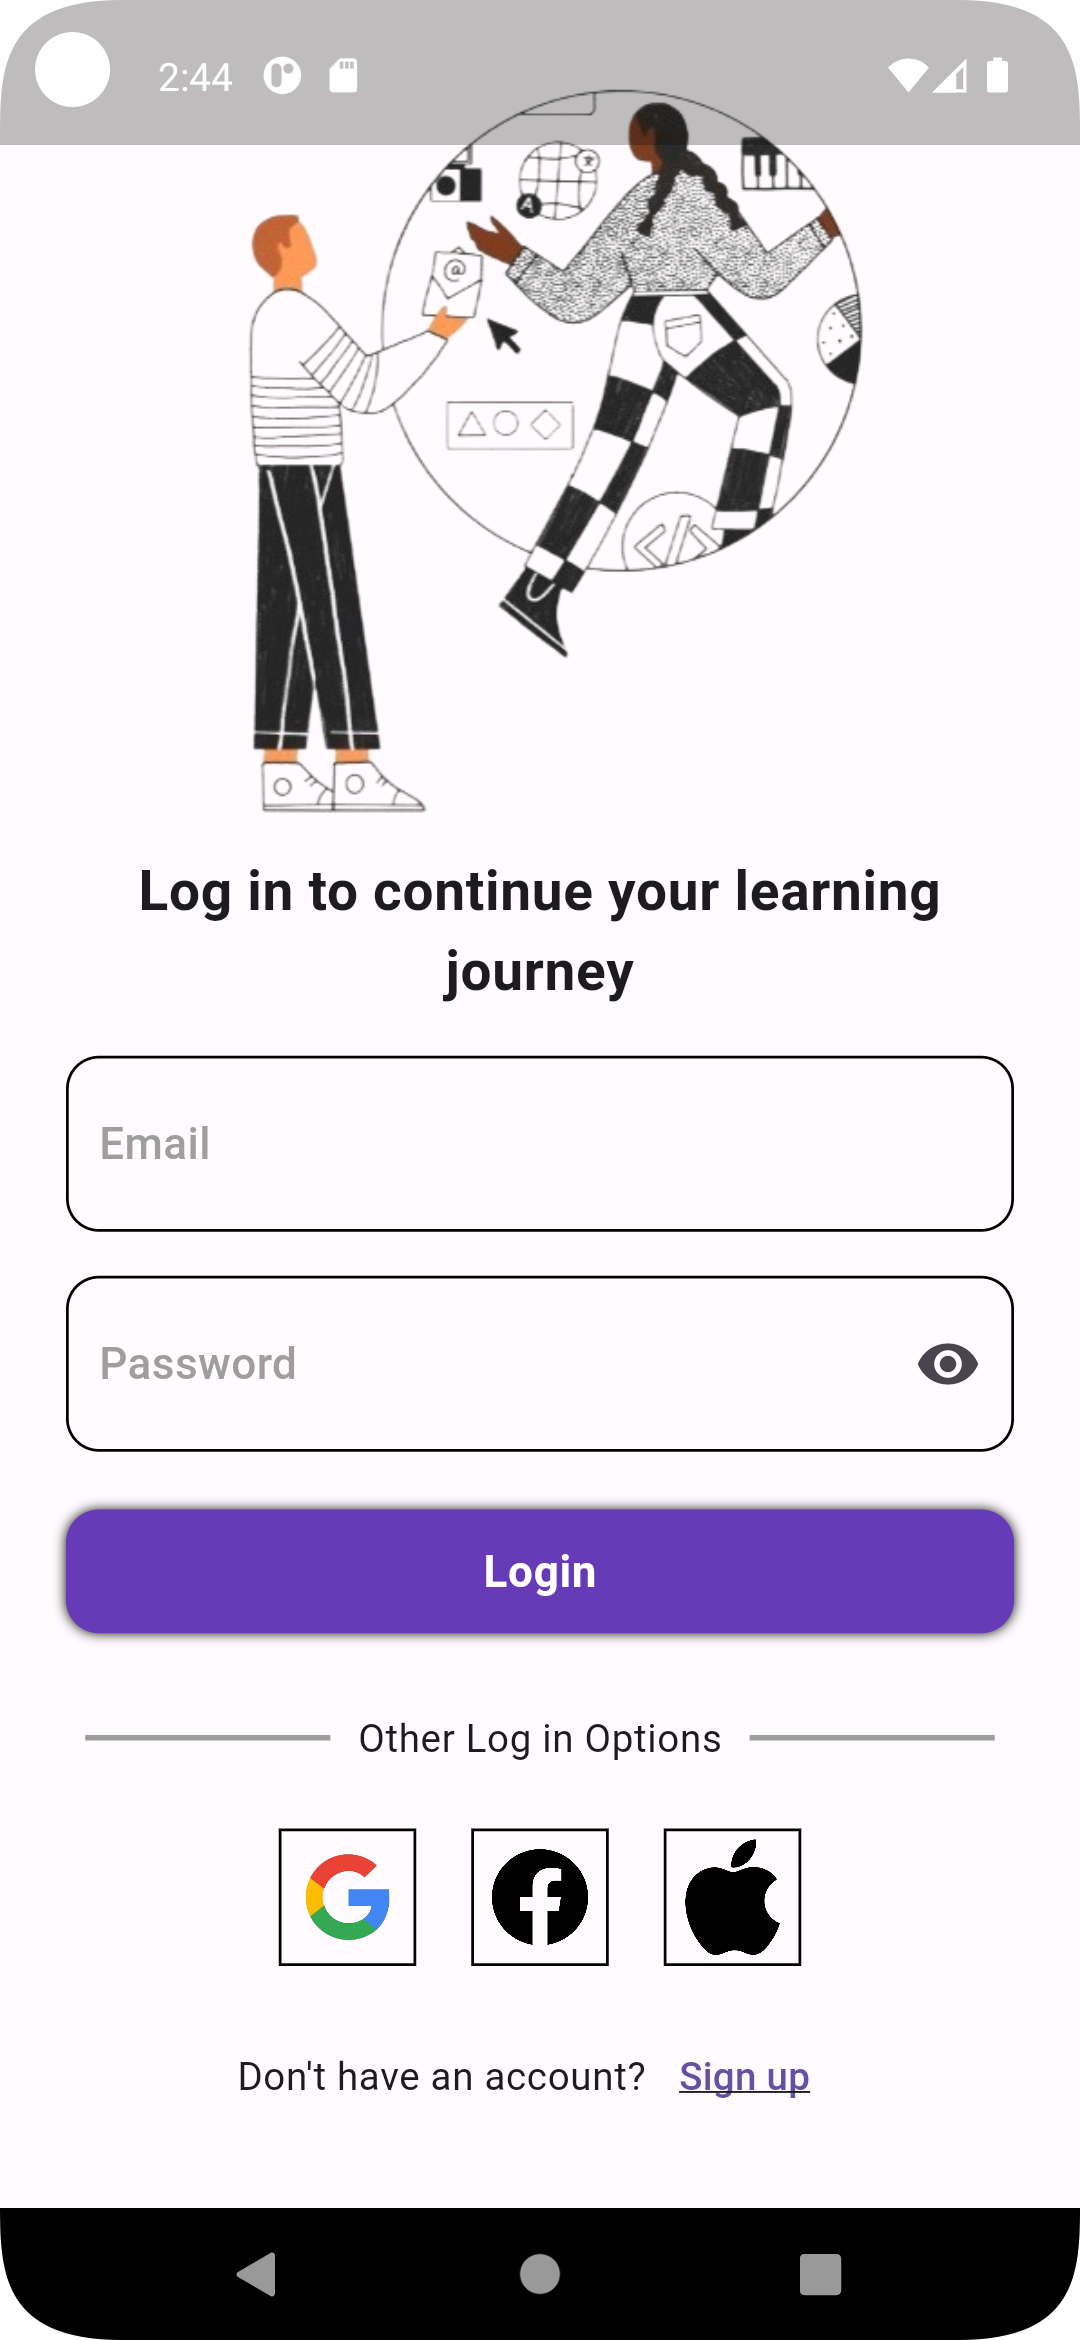 2:44
A
@
</>
Log in to continue your learning
journey
Email
Password
Login
Other Log in Options
Don't have an account? Sign up